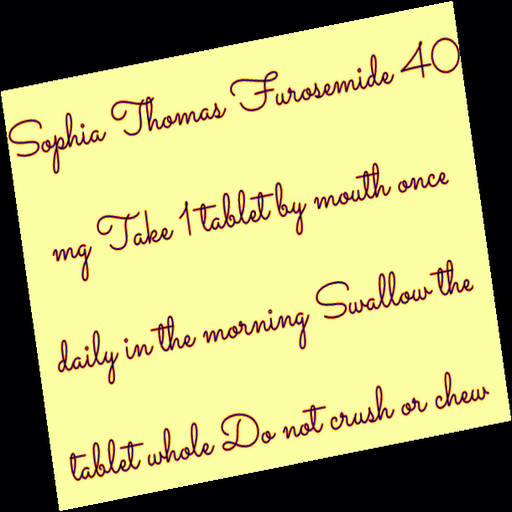 Sophia Thomas Furosemide 40
mg Take 1 tablet by mouth once
daily in the morning Swallow the
tablet whole Do not crush or chew